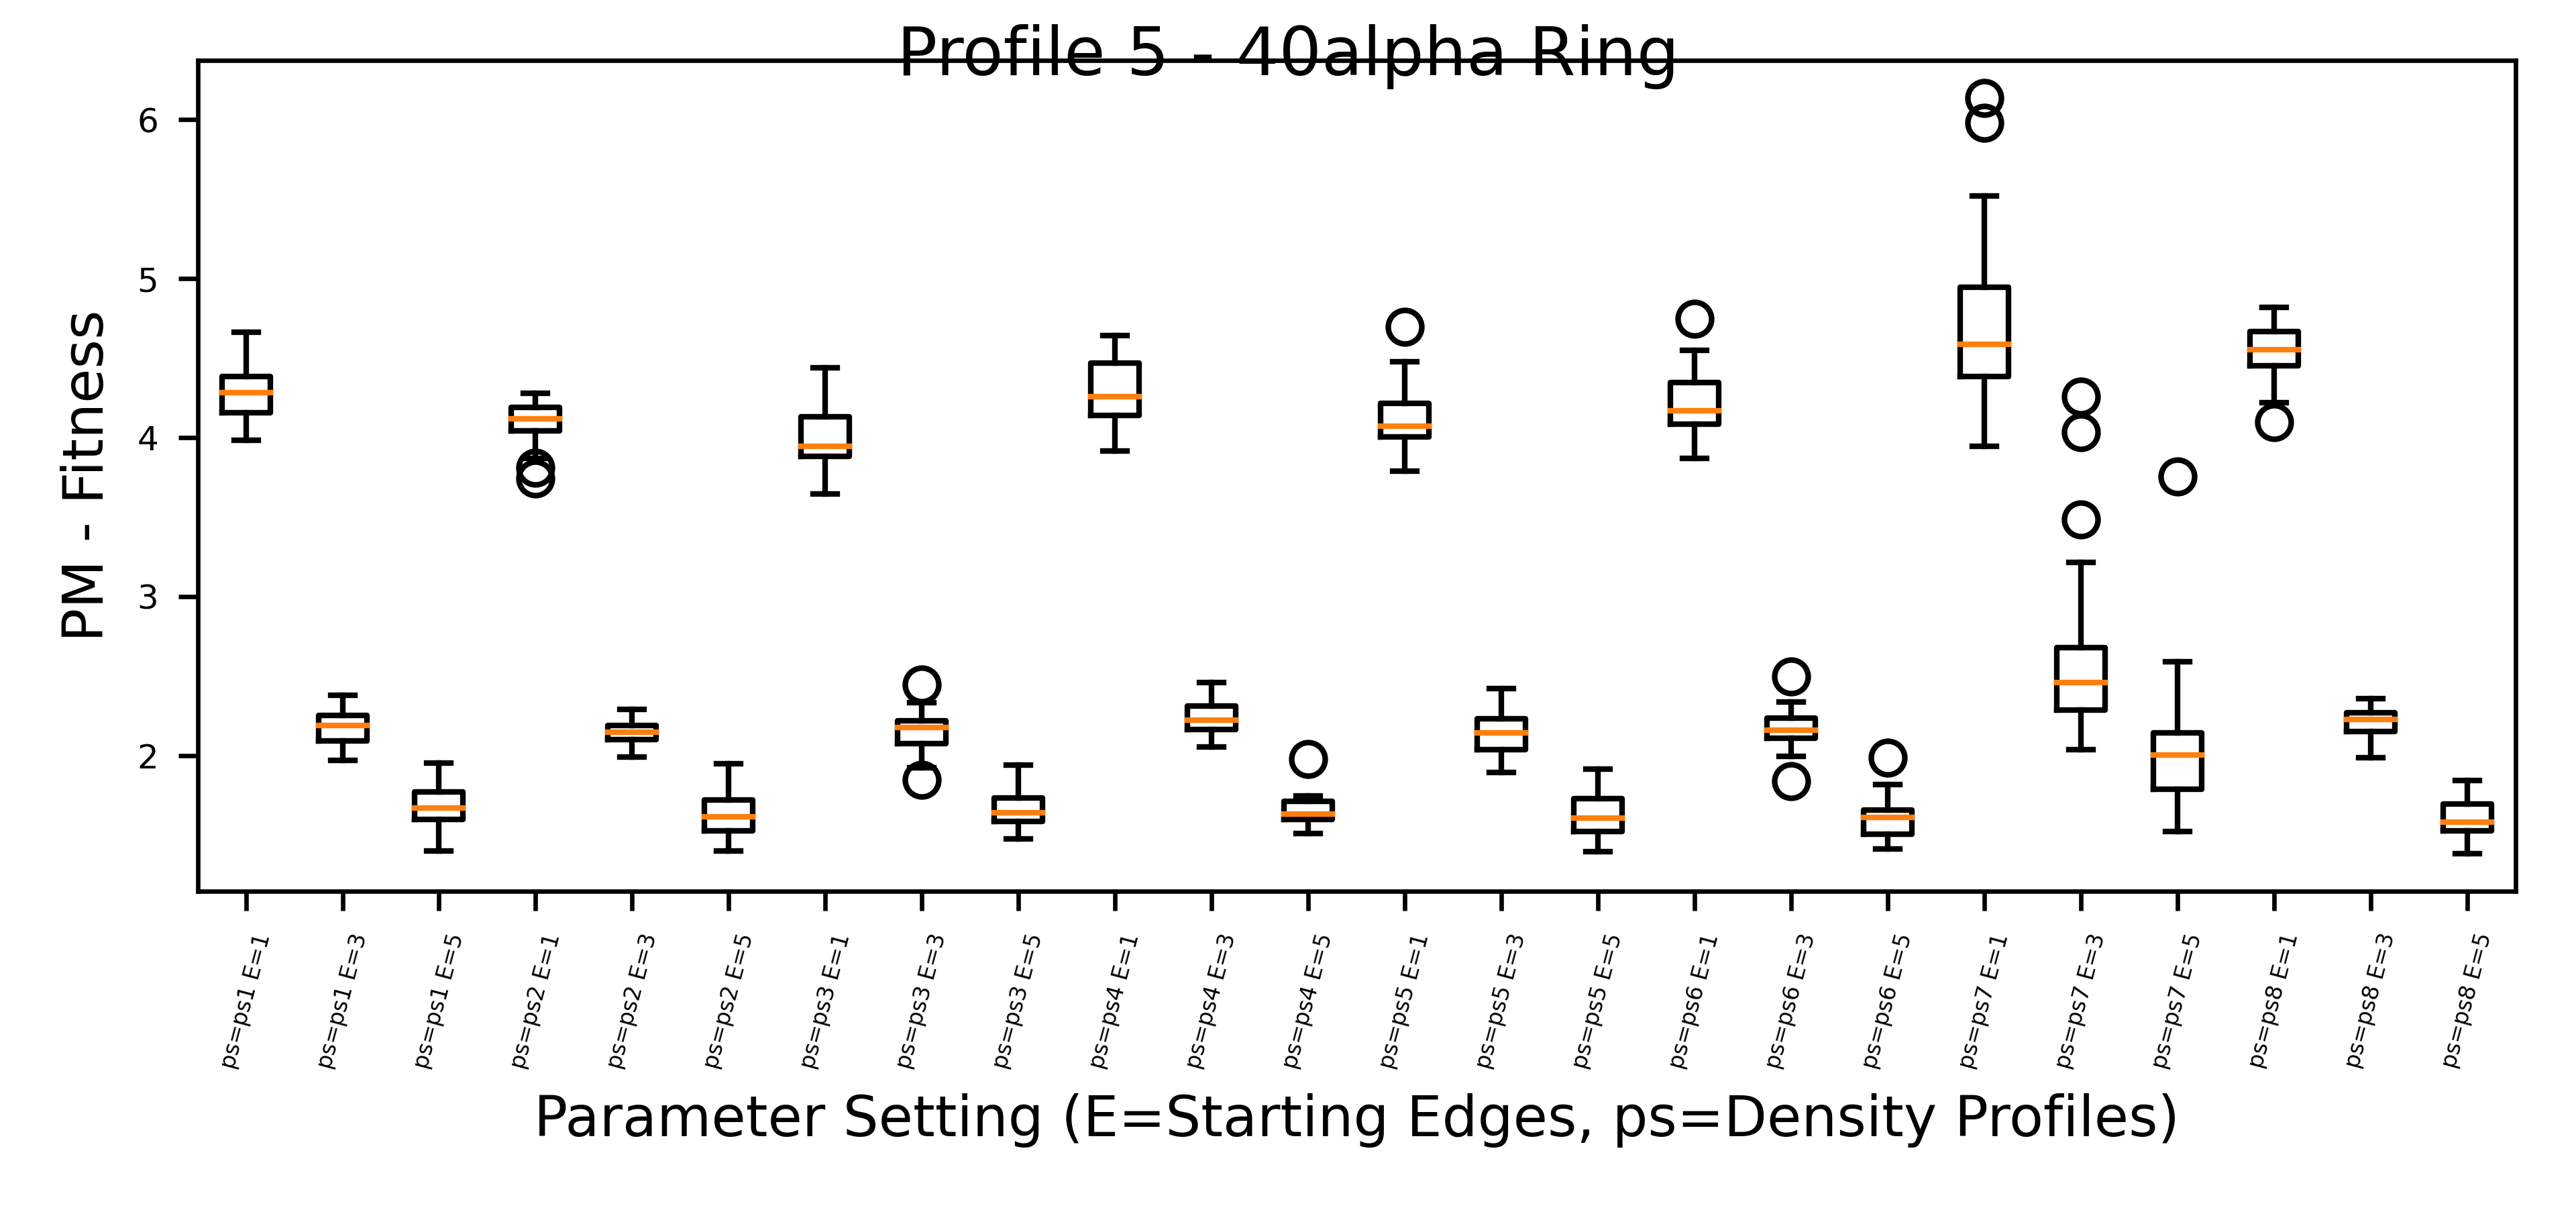 Profile 5 - 40alpha Ring
PM - Fitness
6
5
4
3
2
ps=ps1 E=1
ps=ps1 E=3
ps=ps1 E=5
ps=ps2 E=1
ps=ps2 E=3
ps=ps2 E=5
ps=ps3 E=1
ps=ps3 E=3
ps=ps3 E=5
ps=ps4 E=1
ps=ps4 E=3
ps=ps4 E=5
ps=ps5 E=1
ps=ps5 E=3
ps=ps5 E=5
ps=ps6 E=1
ps=ps6 E=3
ps=ps6 E=5
ps=ps7 E=1
ps=ps7 E=3
ps=ps7 E=5
ps=ps8 E=1
ps=ps8 E=3
ps=ps8 E=5
Parameter Setting (E=Starting Edges, ps=Density Profiles)